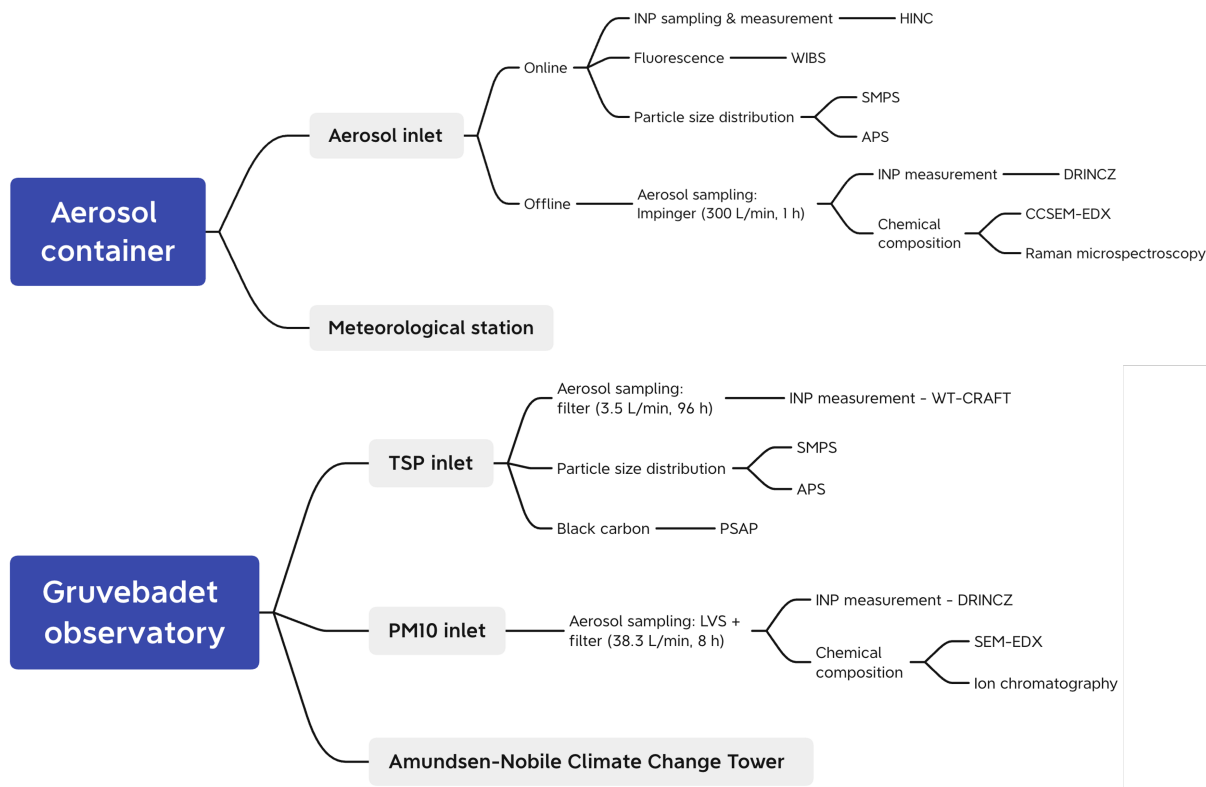 INP sampling & measurement
HINC
Fluorescence
WIBS
Online
Particle size distribution
SMPS
APS
Aerosol inlet
Aerosol
container
Offline
Aerosol sampling:
Impinger (300 L/min, 1 h)
INP measurement
DRINCZ
Chemical
composition
CCSEM-EDX
Raman microspectroscopy
Meteorological station
Aerosol sampling:
filter (3.5 L/min, 96 h)
INP measurement - WT-CRAFT
TSP inlet
Particle size distribution
SMPS
APS
Black carbon
PSAP
Gruvebadet
observatory
PM10 inlet
Aerosol sampling: LVS +
filter (38.3 L/min, 8 h)
INP measurement - DRINCZ
Chemical
composition
SEM-EDX
Ion chromatography
Amundsen-Nobile Climate Change Tower